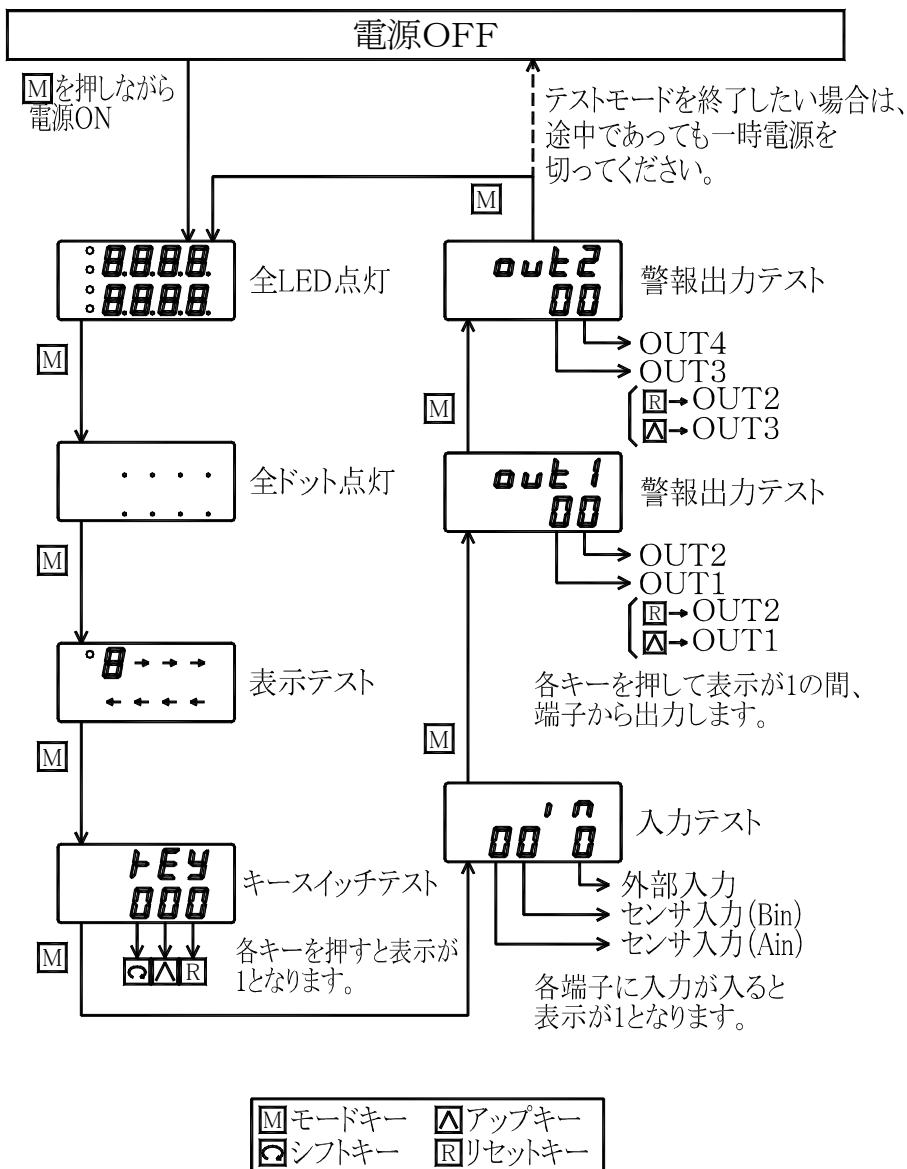 電源OFF
Mを押しながら
電源ON
テストモードを終了したい場合は、
途中であっても一時電源を
切ってください。
M
8.8.8.8.
8.8.8.8.
全LED点灯
out2
00
警報出力テスト
OUT4
OUT3
R→OUT2
∧→OUT3
M
M
全ドット点灯
out1
00
警報出力テスト
OUT2
OUT1
R→OUT2
∧→OUT1
各キーを押して表示が1の間、
端子から出力します。
M
8
表示テスト
M
M
in
00 0
入力テスト
外部入力
センサ入力(Bin)
センサ入力(Ain)
各端子に入力が入ると
表示が1となります。
KEY
000
キースイッチテスト
∧ R
各キーを押すと表示が
1となります。
M
Mモードキー ∧アップキー
シフトキー Rリセットキー